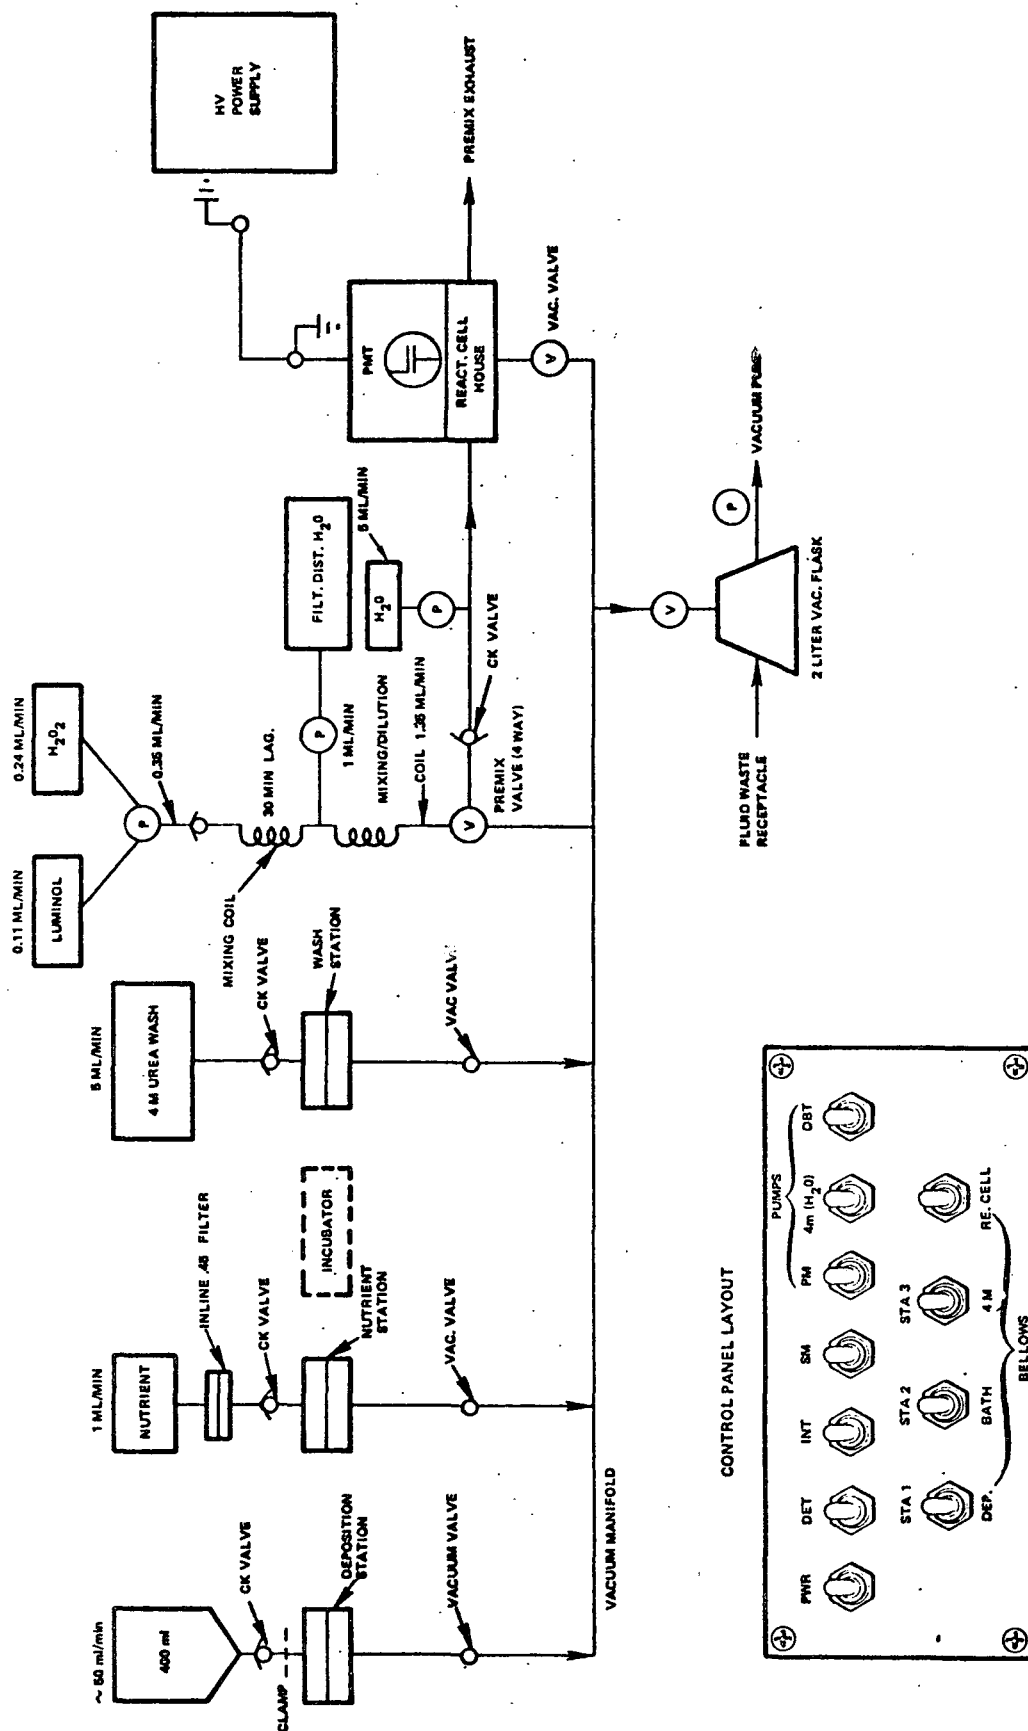 ~ 50 ml/min
400 ml
CK VALVE
CLAMP
DEPOSITION
STATION
VACUUM VALVE
1 ML/MIN
NUTRIENT
INLINE .45 FILTER
CK VALVE
NUTRIENT
STATION
VAC. VALVE
INCUBATOR
5 ML/MIN
4 M UREA WASH
CK VALVE
WASH
STATION
VAC VALVE
0.11 ML/MIN
LUMINOL
0.24 ML/MIN
H2O2
P
0.35 ML/MIN
MIXING COIL
30 MIN LAG.
P
1 ML/MIN
FILT. DIST. H2O
MIXING/DILUTION
COIL 1.35 ML/MIN
V
PREMIX
VALVE (4 WAY)
CK VALVE
H2O
5 ML/MIN
P
HV
POWER
SUPPLY
PMT
REACT. CELL
HOUSE
PREMIX EXHAUST
V
VAC. VALVE
VACUUM MANIFOLD
V
FLUID WASTE
RECEPTACLE
2 LITER VAC. FLASK
P
VACUUM PUMP
CONTROL PANEL LAYOUT
PUMPS
PWR DET INT SM PM 4m (H2O) OBT
STA 1 STA 2 STA 3
DEP. BATH 4 M RE. CELL
BELLOWS